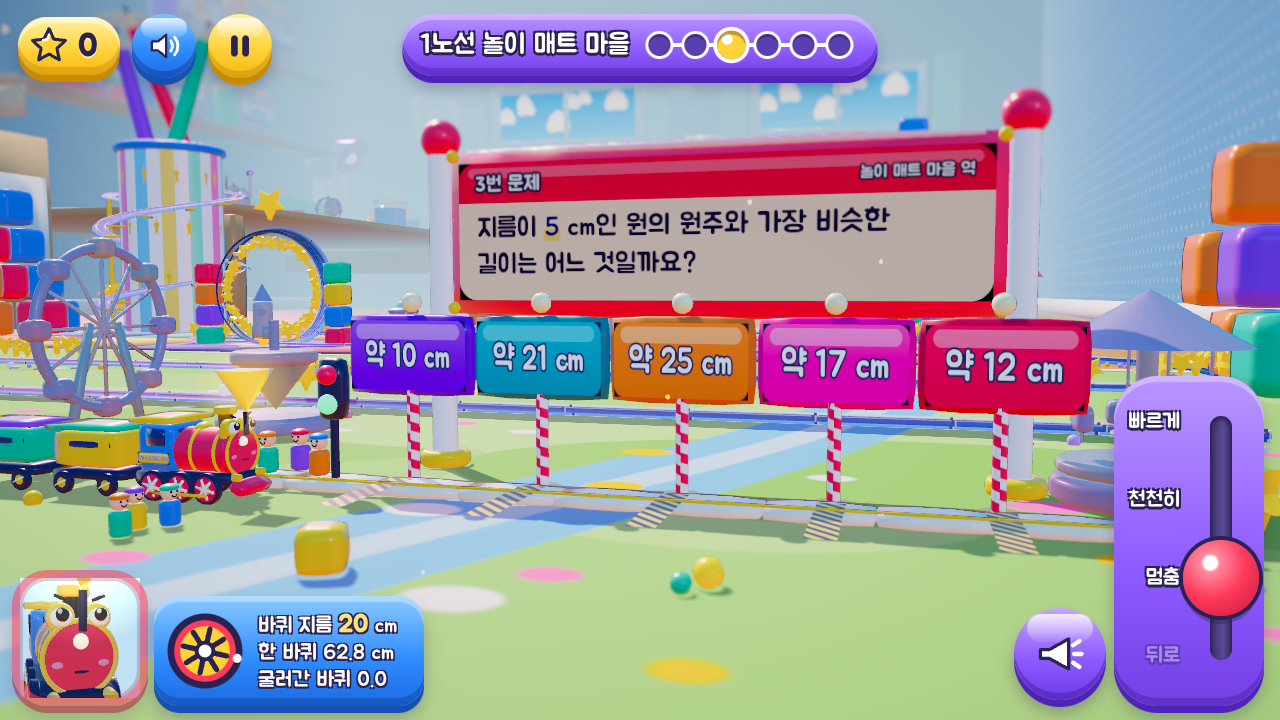 0
1노선 놀이 매트 마을
3번 문제
놀이 매트 마을 역
지름이 5 cm인 원의 원주와 가장 비슷한
길이는 어느 것일까요?
약 10 cm
약 21 cm
약 25 cm
약 17 cm
약 12 cm
빠르게
천천히
멈춤
뒤로
바퀴 지름 20 cm
한 바퀴 62.8 cm
굴러간 바퀴 0.0